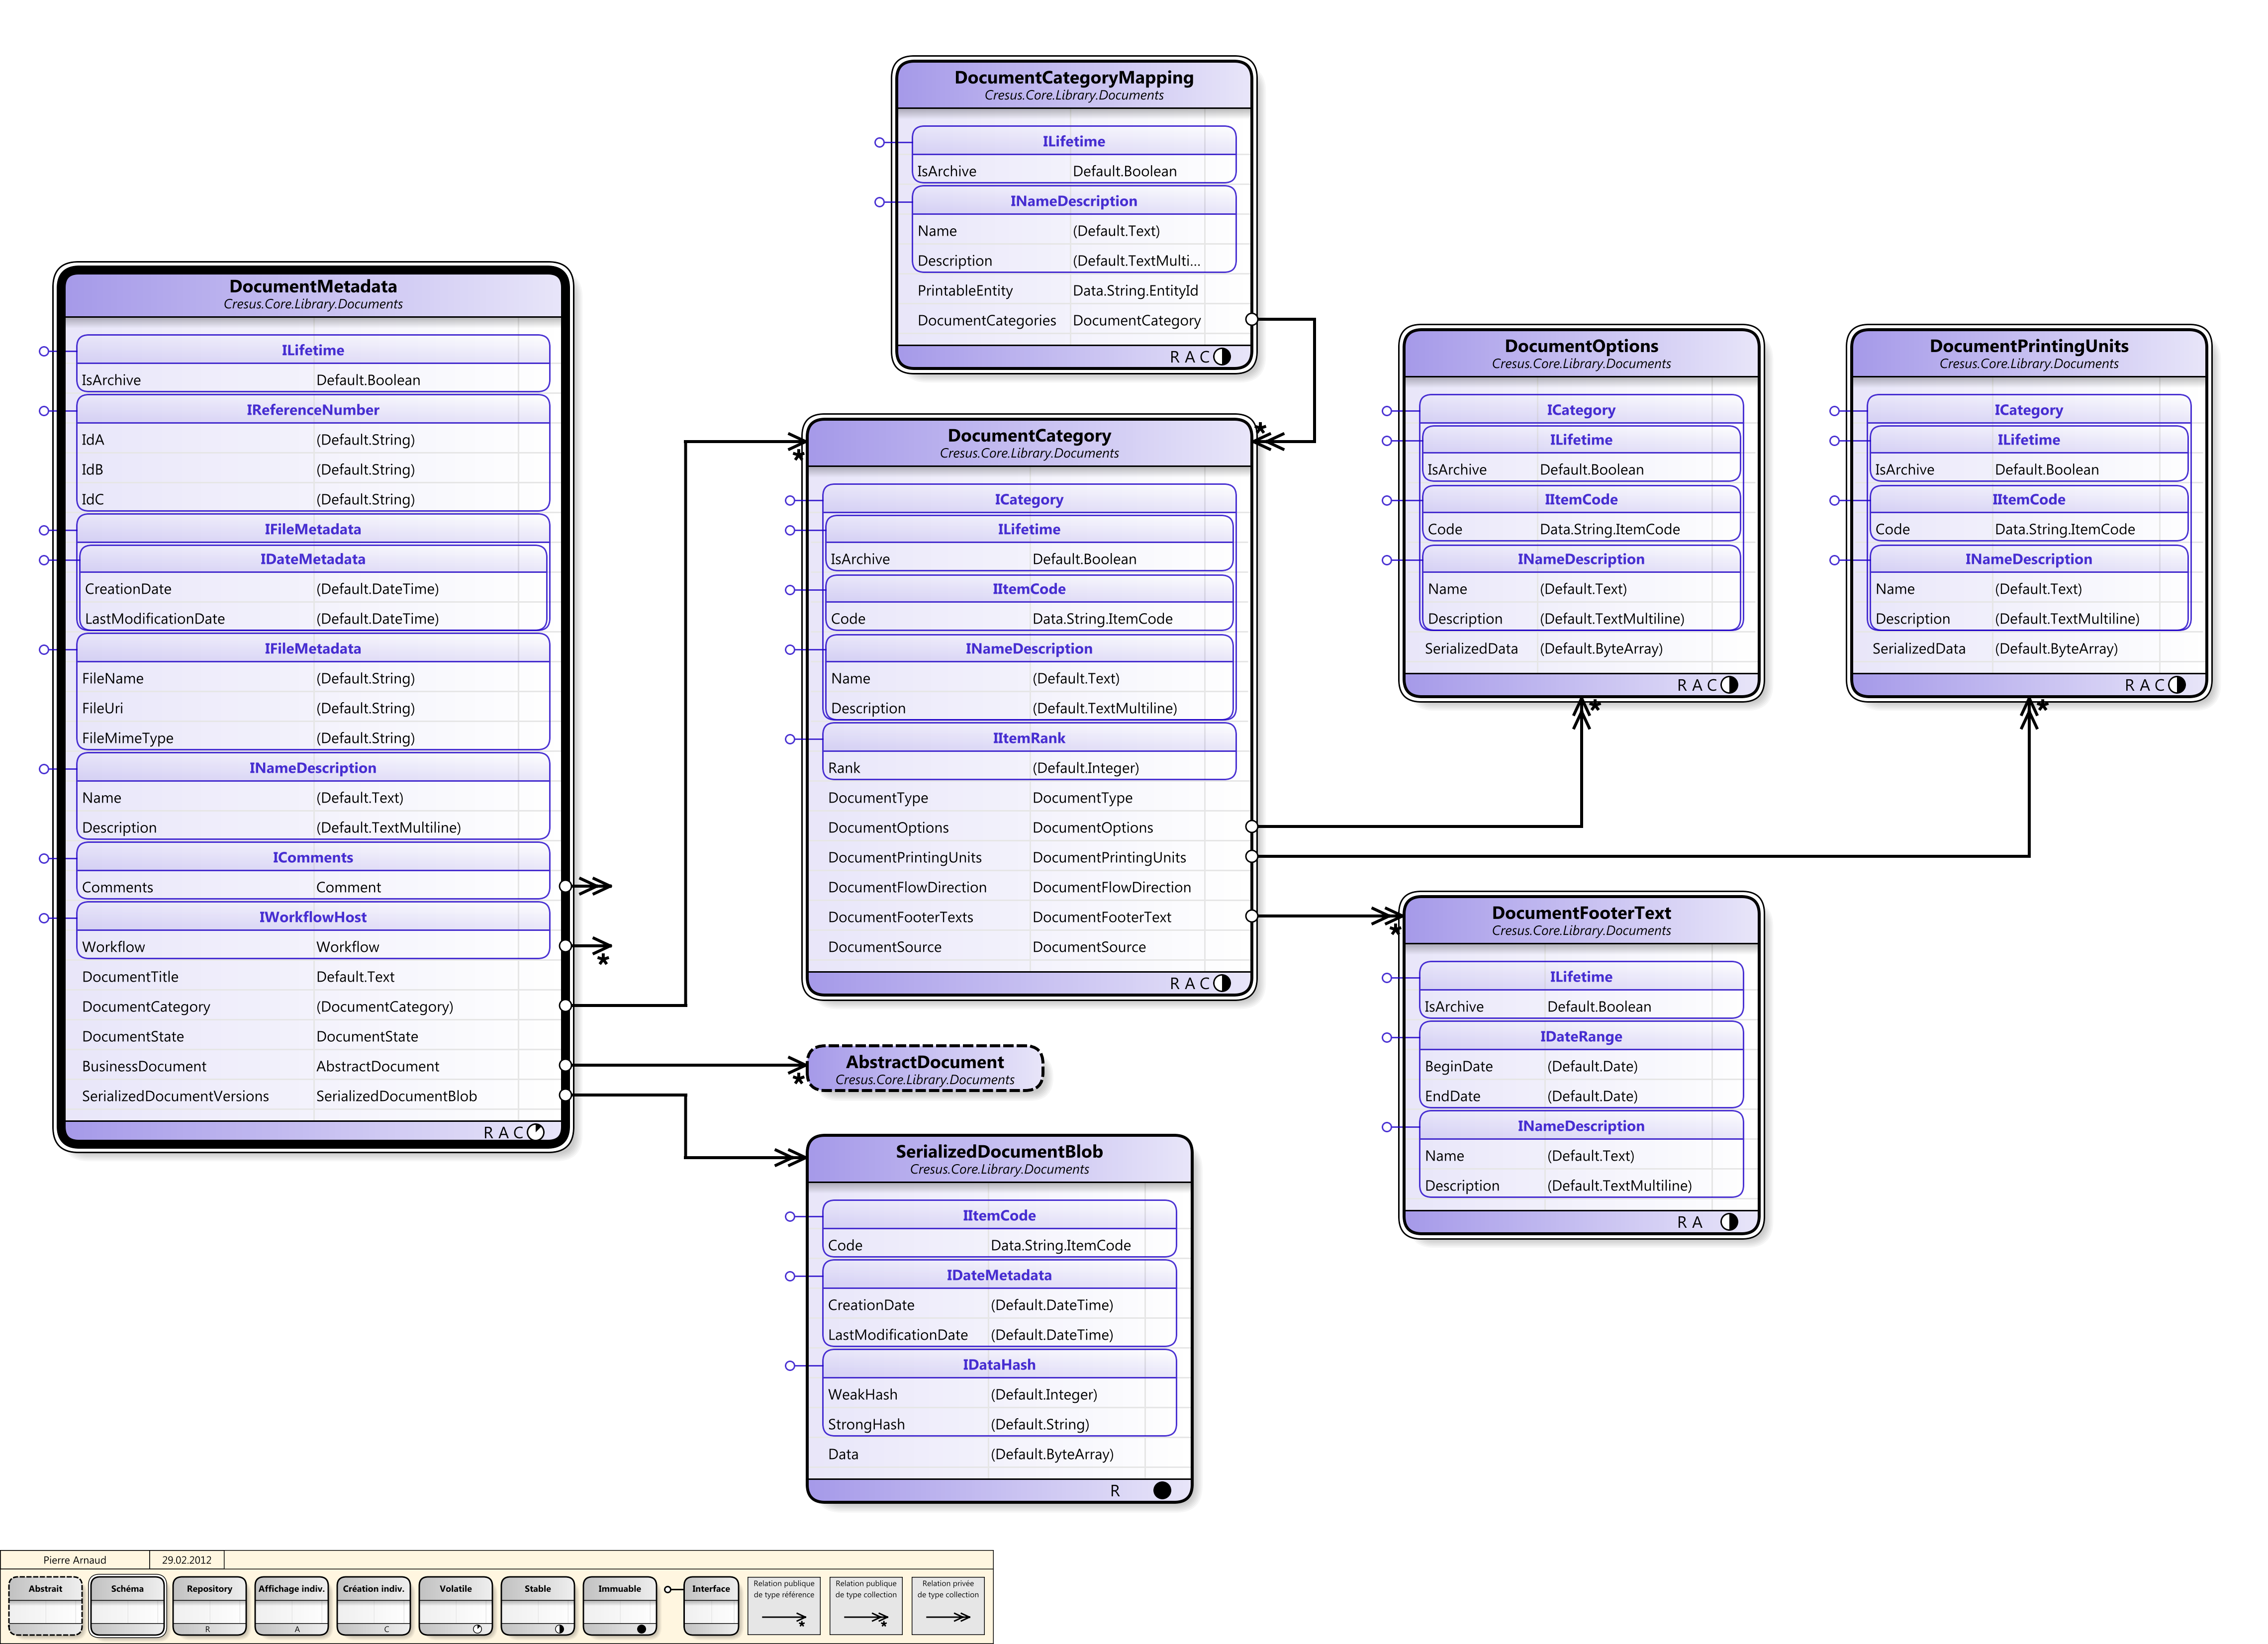 DocumentCategoryMapping
Cresus.Core.Library.Documents
ILifetime
IsArchive Default.Boolean
INameDescription
Name (Default.Text)
Description (Default.TextMulti...
PrintableEntity Data.String.EntityId
DocumentCategories DocumentCategory
R A C
DocumentMetadata
Cresus.Core.Library.Documents
ILifetime
IsArchive Default.Boolean
IReferenceNumber
IdA (Default.String)
IdB (Default.String)
IdC (Default.String)
IFileMetadata
IDateMetadata
CreationDate (Default.DateTime)
LastModificationDate (Default.DateTime)
IFileMetadata
FileName (Default.String)
FileUri (Default.String)
FileMimeType (Default.String)
INameDescription
Name (Default.Text)
Description (Default.TextMultiline)
IComments
Comments Comment
IWorkflowHost
Workflow Workflow
*
DocumentTitle Default.Text
DocumentCategory (DocumentCategory)
DocumentState DocumentState
BusinessDocument AbstractDocument
SerializedDocumentVersions SerializedDocumentBlob
R A C
*
*
DocumentCategory
Cresus.Core.Library.Documents
ICategory
ILifetime
IsArchive Default.Boolean
IItemCode
Code Data.String.ItemCode
INameDescription
Name (Default.Text)
Description (Default.TextMultiline)
IItemRank
Rank (Default.Integer)
DocumentType DocumentType
DocumentOptions DocumentOptions
DocumentPrintingUnits DocumentPrintingUnits
DocumentFlowDirection DocumentFlowDirection
DocumentFooterTexts DocumentFooterText
DocumentSource DocumentSource
R A C
DocumentOptions
Cresus.Core.Library.Documents
ICategory
ILifetime
IsArchive Default.Boolean
IItemCode
Code Data.String.ItemCode
INameDescription
Name (Default.Text)
Description (Default.TextMultiline)
SerializedData (Default.ByteArray)
R A C
*
DocumentPrintingUnits
Cresus.Core.Library.Documents
ICategory
ILifetime
IsArchive Default.Boolean
IItemCode
Code Data.String.ItemCode
INameDescription
Name (Default.Text)
Description (Default.TextMultiline)
SerializedData (Default.ByteArray)
R A C
*
*
DocumentFooterText
Cresus.Core.Library.Documents
ILifetime
IsArchive Default.Boolean
IDateRange
BeginDate (Default.Date)
EndDate (Default.Date)
INameDescription
Name (Default.Text)
Description (Default.TextMultiline)
R A
*
AbstractDocument
Cresus.Core.Library.Documents
SerializedDocumentBlob
Cresus.Core.Library.Documents
IItemCode
Code Data.String.ItemCode
IDateMetadata
CreationDate (Default.DateTime)
LastModificationDate (Default.DateTime)
IDataHash
WeakHash (Default.Integer)
StrongHash (Default.String)
Data (Default.ByteArray)
R
Pierre Arnaud 29.02.2012
Abstrait
Schéma
Repository
R
Affichage indiv.
A
Création indiv.
C
Volatile
Stable
Immuable
Interface
Relation publique
de type référence
*
Relation publique
de type collection
*
Relation privée
de type collection